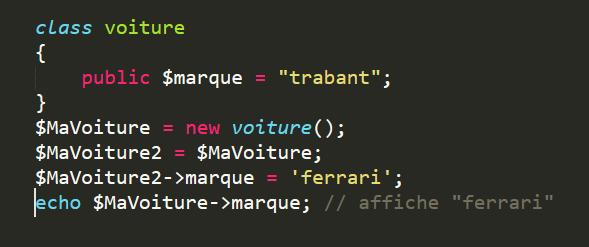 class voiture
{
    public $marque = "trabant";
}
$MaVoiture = new voiture();
$MaVoiture2 = $MaVoiture;
$MaVoiture2->marque = 'ferrari';
echo $MaVoiture->marque; // affiche "ferrari"